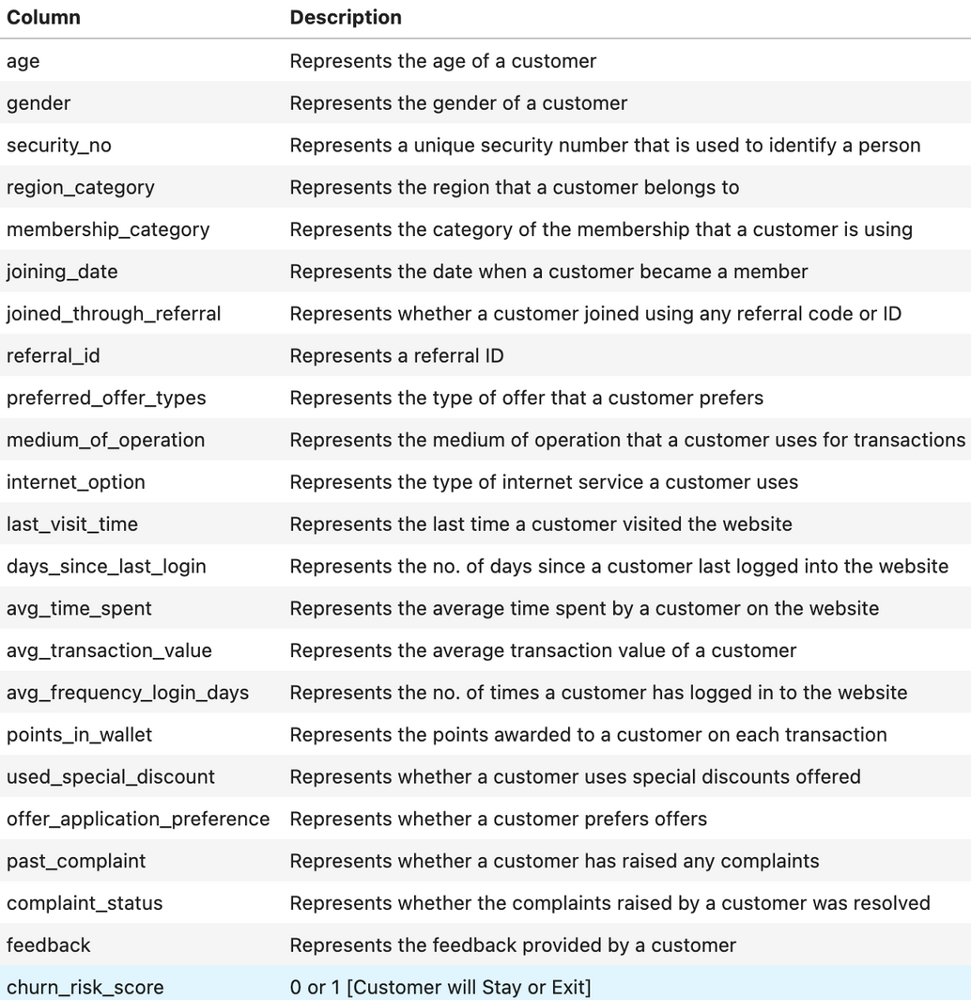 Column Description
age Represents the age of a customer
gender Represents the gender of a customer
security_no Represents a unique security number that is used to identify a person
region_category Represents the region that a customer belongs to
membership_category Represents the category of the membership that a customer is using
joining_date Represents the date when a customer became a member
joined_through_referral Represents whether a customer joined using any referral code or ID
referral_id Represents a referral ID
preferred_offer_types Represents the type of offer that a customer prefers
medium_of_operation Represents the medium of operation that a customer uses for transactions
internet_option Represents the type of internet service a customer uses
last_visit_time Represents the last time a customer visited the website
days_since_last_login Represents the no. of days since a customer last logged into the website
avg_time_spent Represents the average time spent by a customer on the website
avg_transaction_value Represents the average transaction value of a customer
avg_frequency_login_days Represents the no. of times a customer has logged in to the website
points_in_wallet Represents the points awarded to a customer on each transaction
used_special_discount Represents whether a customer uses special discounts offered
offer_application_preference Represents whether a customer prefers offers
past_complaint Represents whether a customer has raised any complaints
complaint_status Represents whether the complaints raised by a customer was resolved
feedback Represents the feedback provided by a customer
churn_risk_score 0 or 1 [Customer will Stay or Exit]